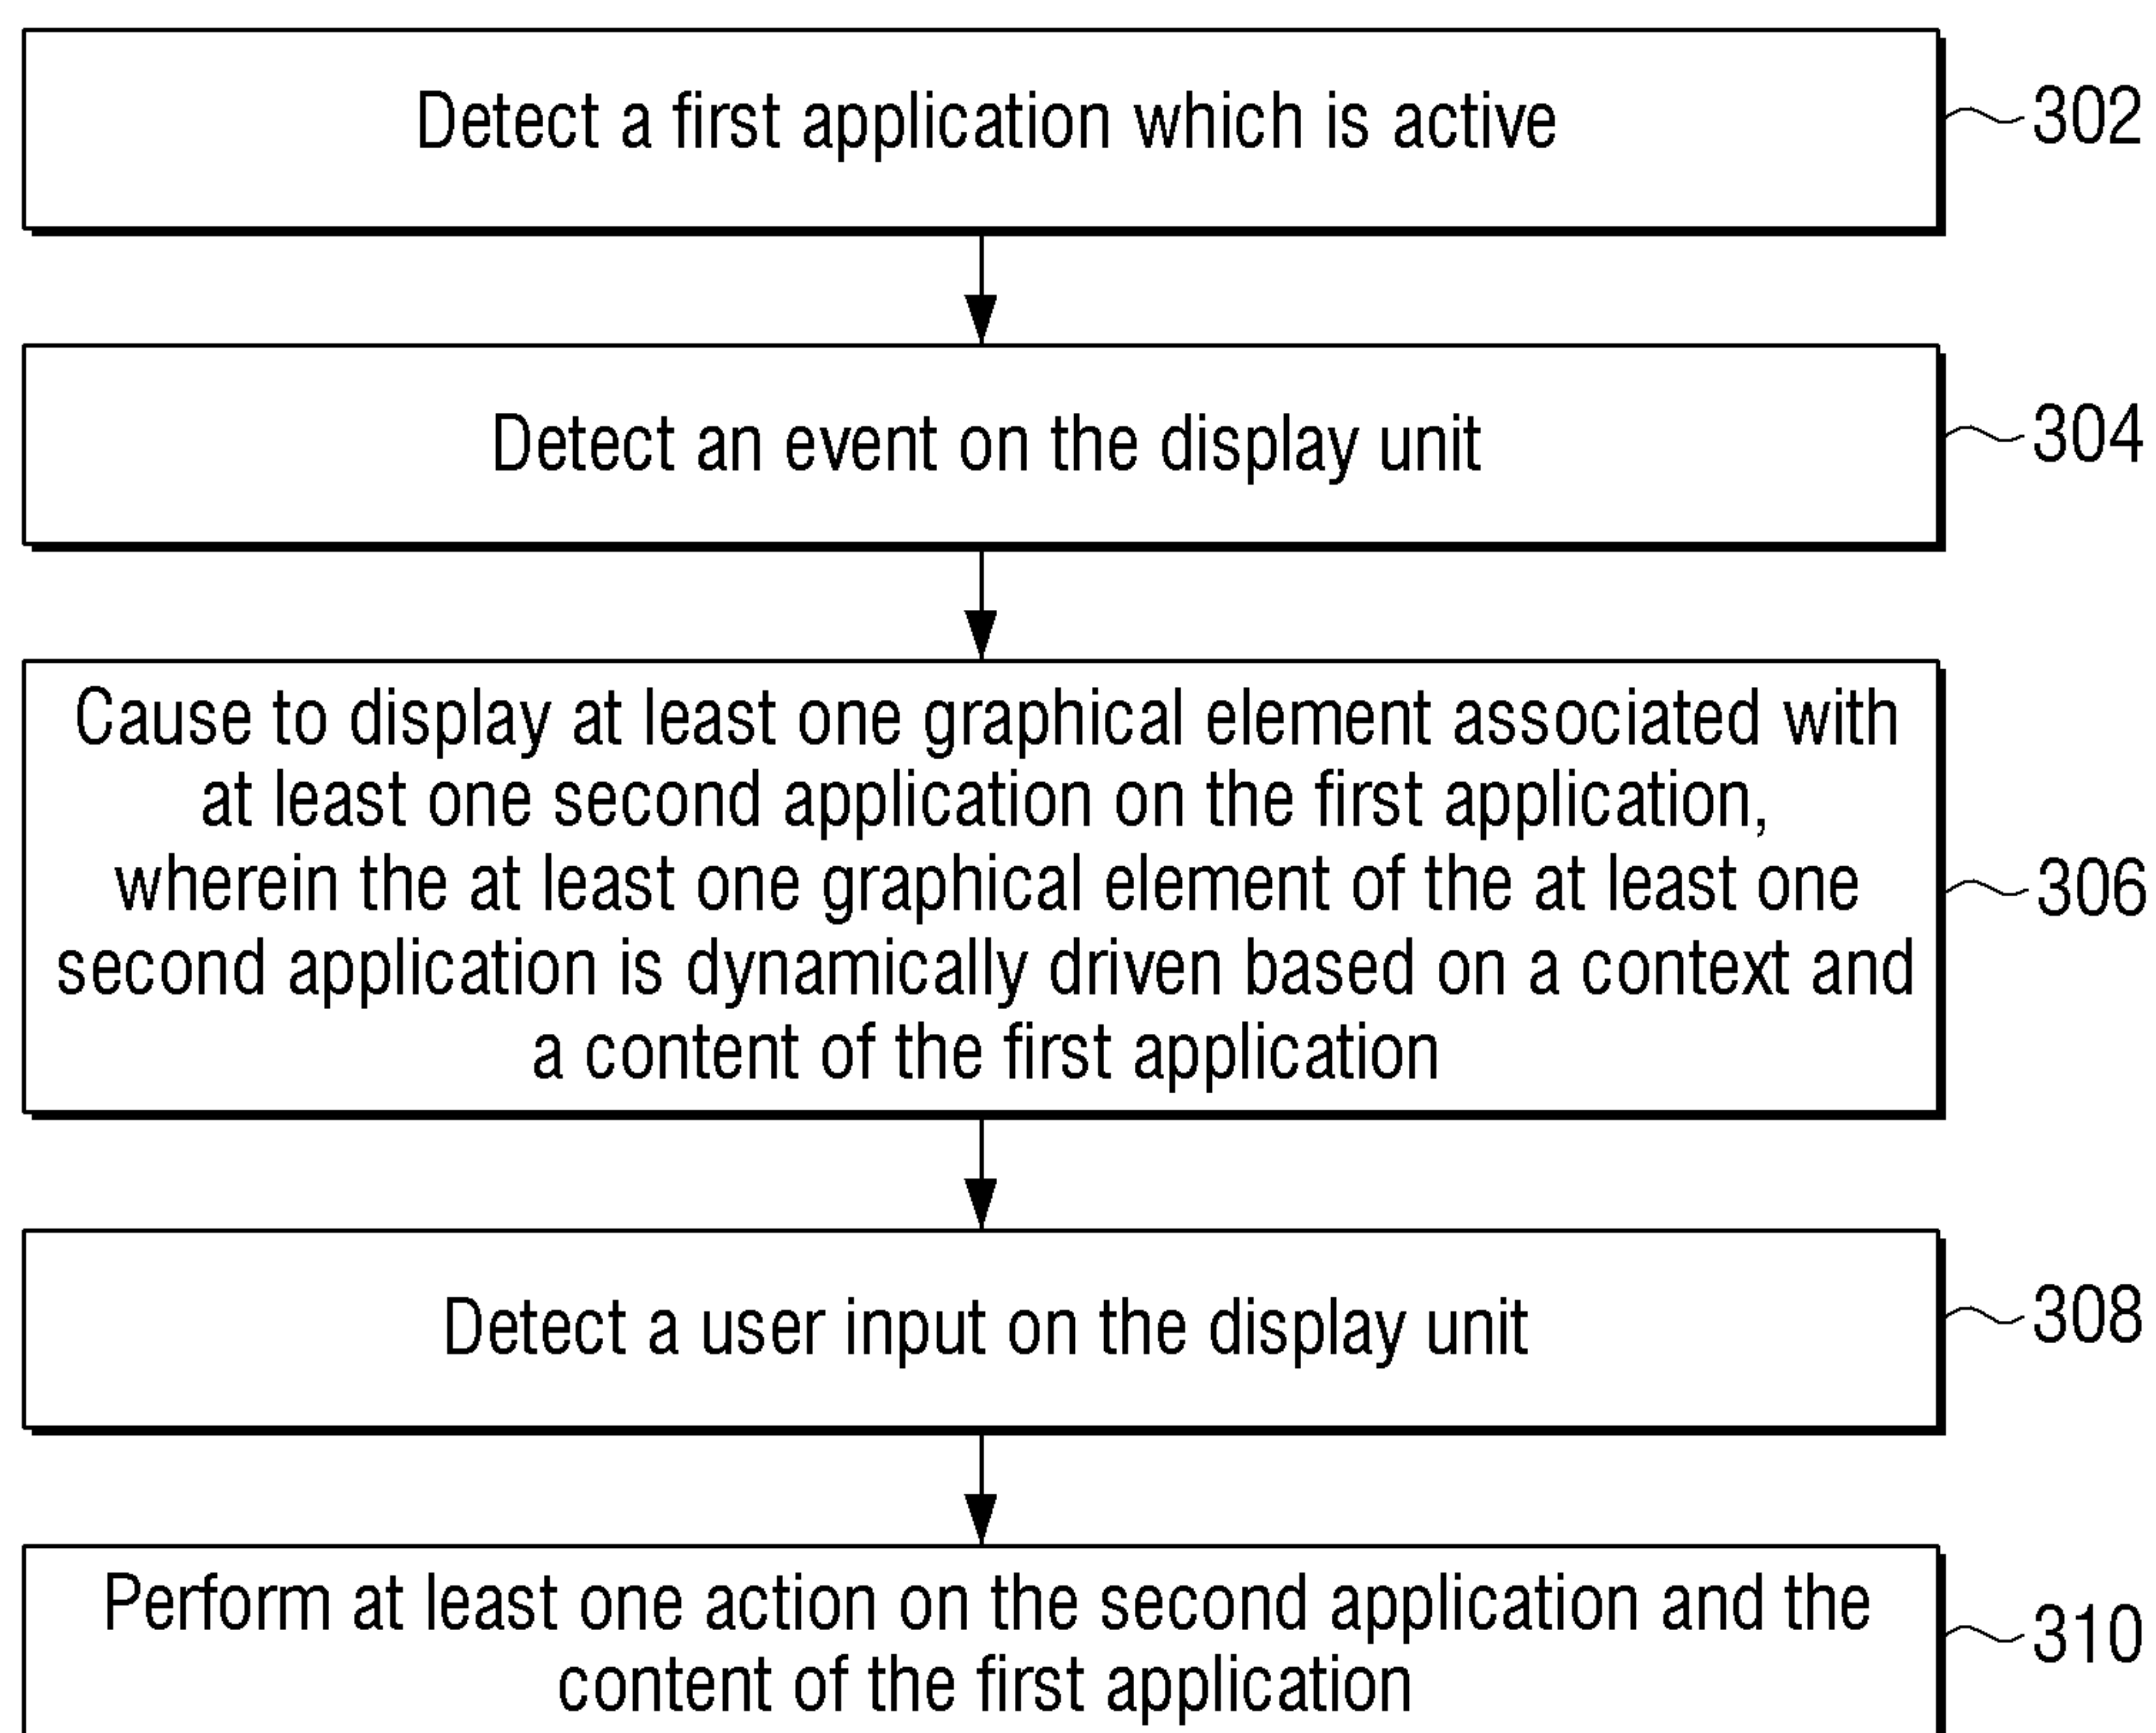 Detect a first application which is active
302
Detect an event on the display unit
304
Cause to display at least one graphical element associated with
at least one second application on the first application,
wherein the at least one graphical element of the at least one
second application is dynamically driven based on a context and
a content of the first application
306
Detect a user input on the display unit
308
Perform at least one action on the second application and the
content of the first application
310